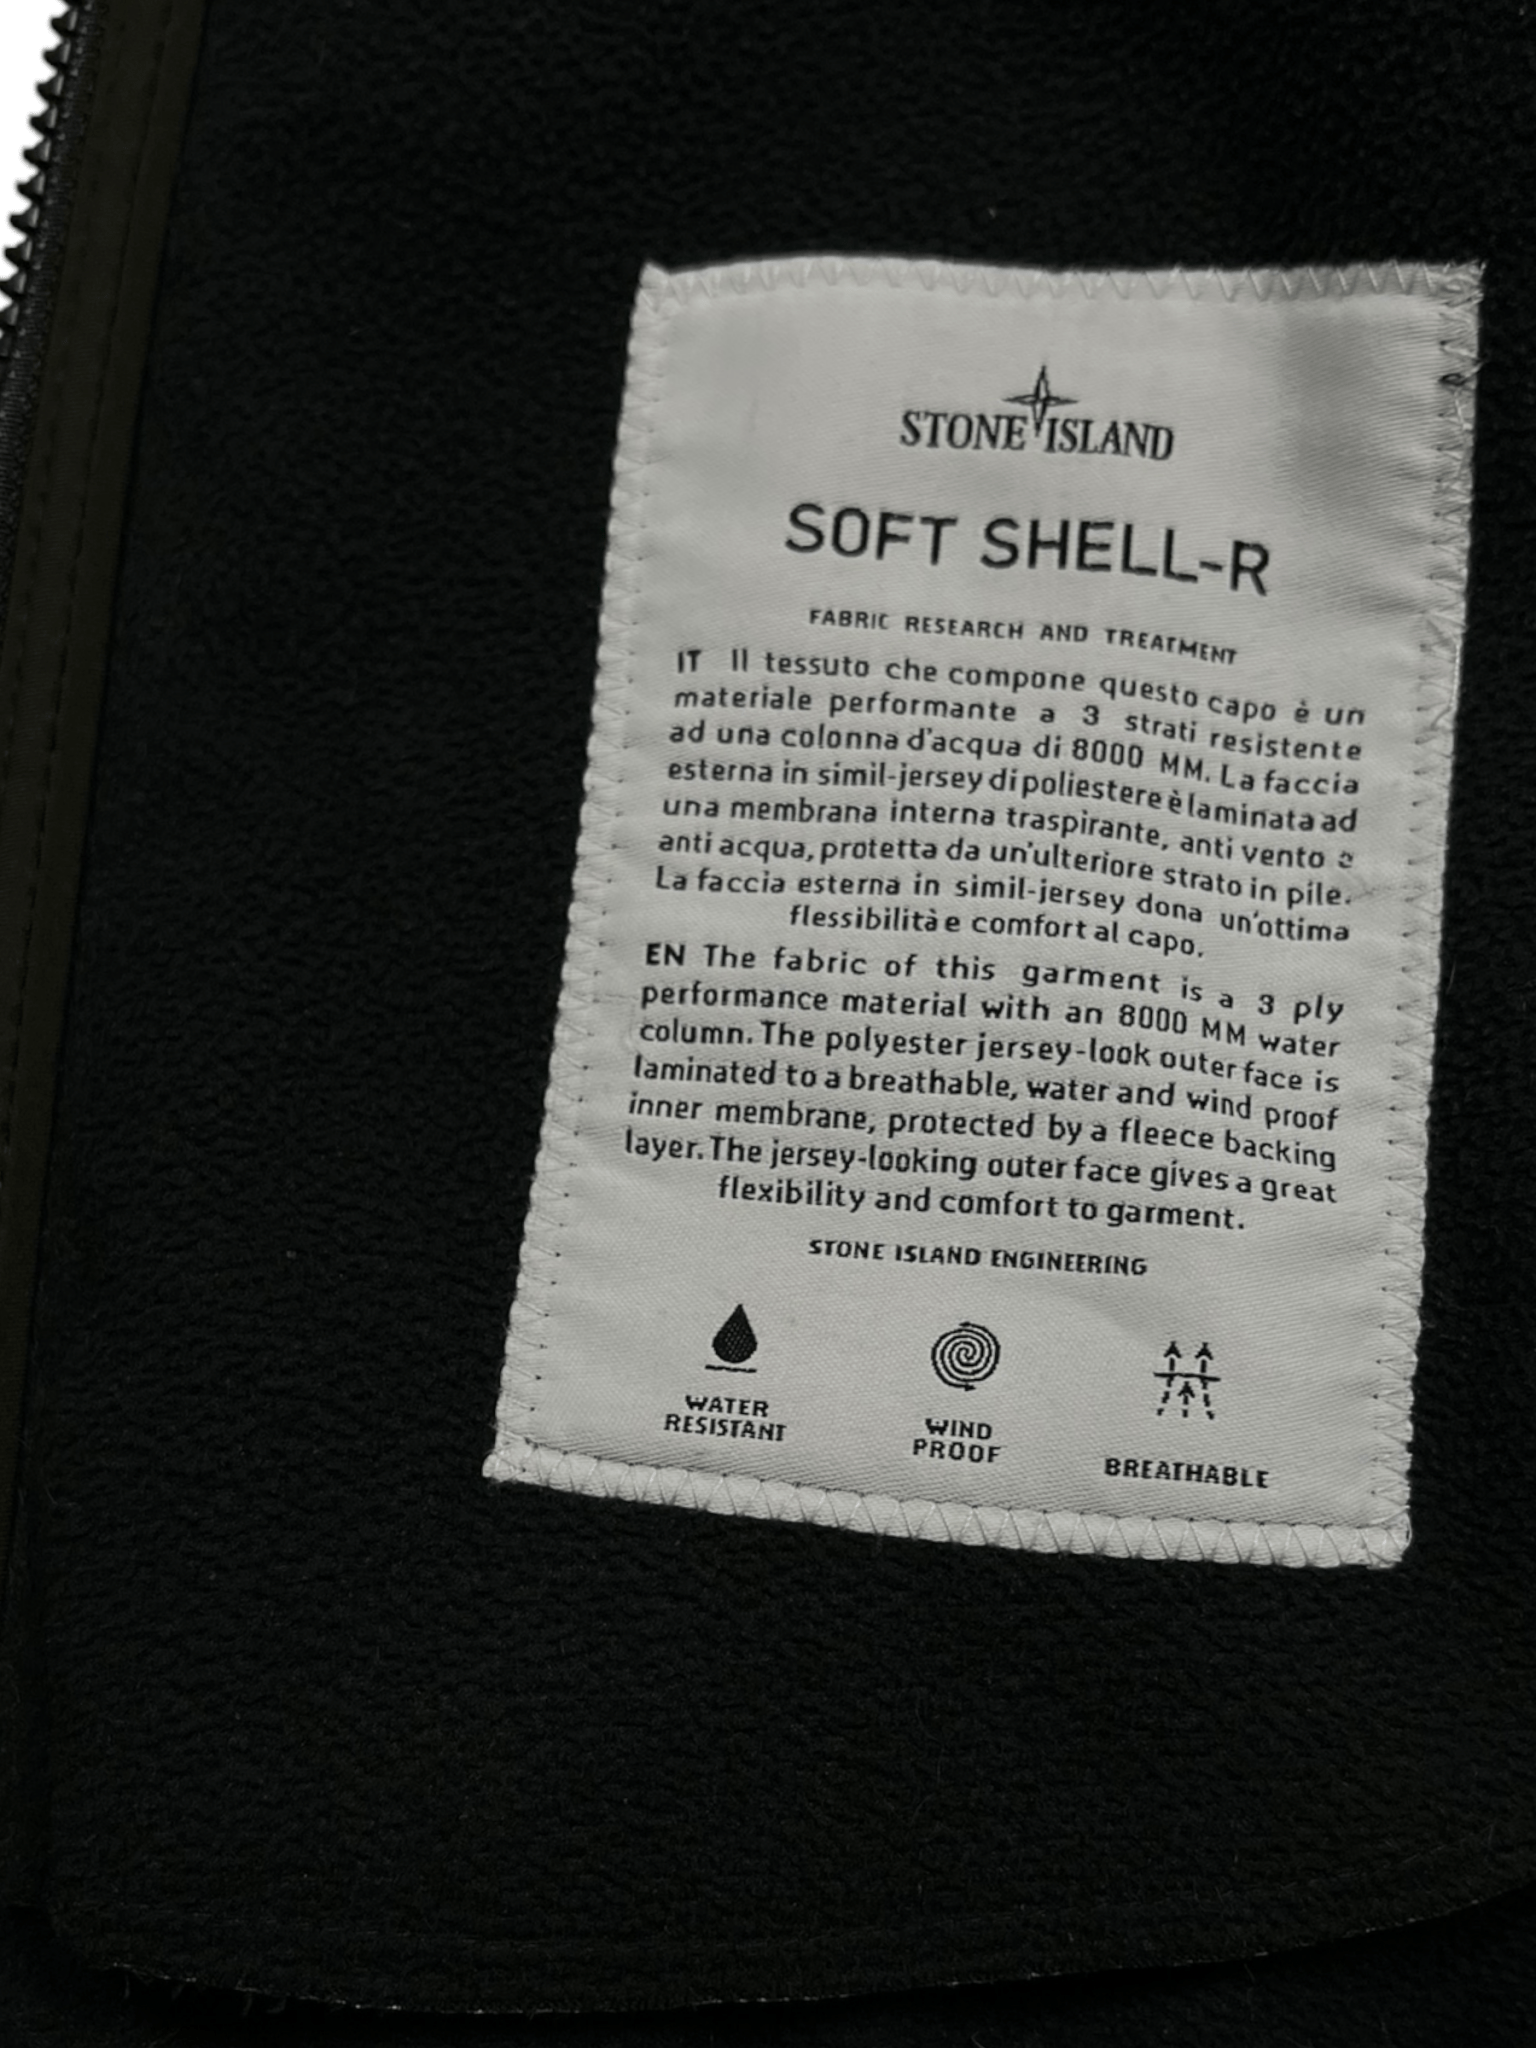 STONE ISLAND
SOFT SHELL-R
FABRIC RESEARCH AND TREATMENT
IT Il tessuto che compone questo capo è un
materiale performante a 3 strati resistente
ad una colonna d'acqua di 8000 MM. La faccia
esterna in simil-jersey di poliestere è laminata ad
una membrana interna traspirante, anti vento e
anti acqua, protetta da un'ulteriore strato in pile.
La faccia esterna in simil-jersey dona un'ottima
flessibilità e comfort al capo.
EN The fabric of this garment is a 3 ply
performance material with an 8000 MM water
column. The polyester jersey-look outer face is
laminated to a breathable, water and wind proof
inner membrane, protected by a fleece backing
layer. The jersey-looking outer face gives a great
flexibility and comfort to garment.
STONE ISLAND ENGINEERING
WATER
RESISTANT
WIND
PROOF
BREATHABLE